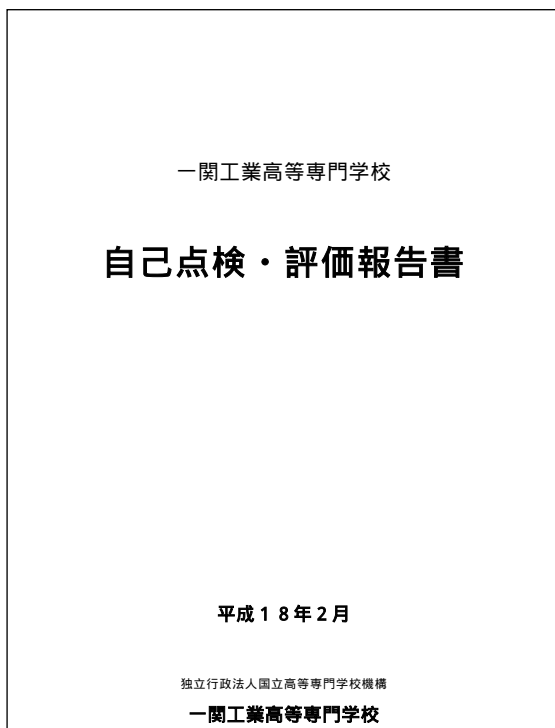 一関工業高等専門学校
自己点検・評価報告書
平成１８年２月
独立行政法人国立高等専門学校機構
一関工業高等専門学校